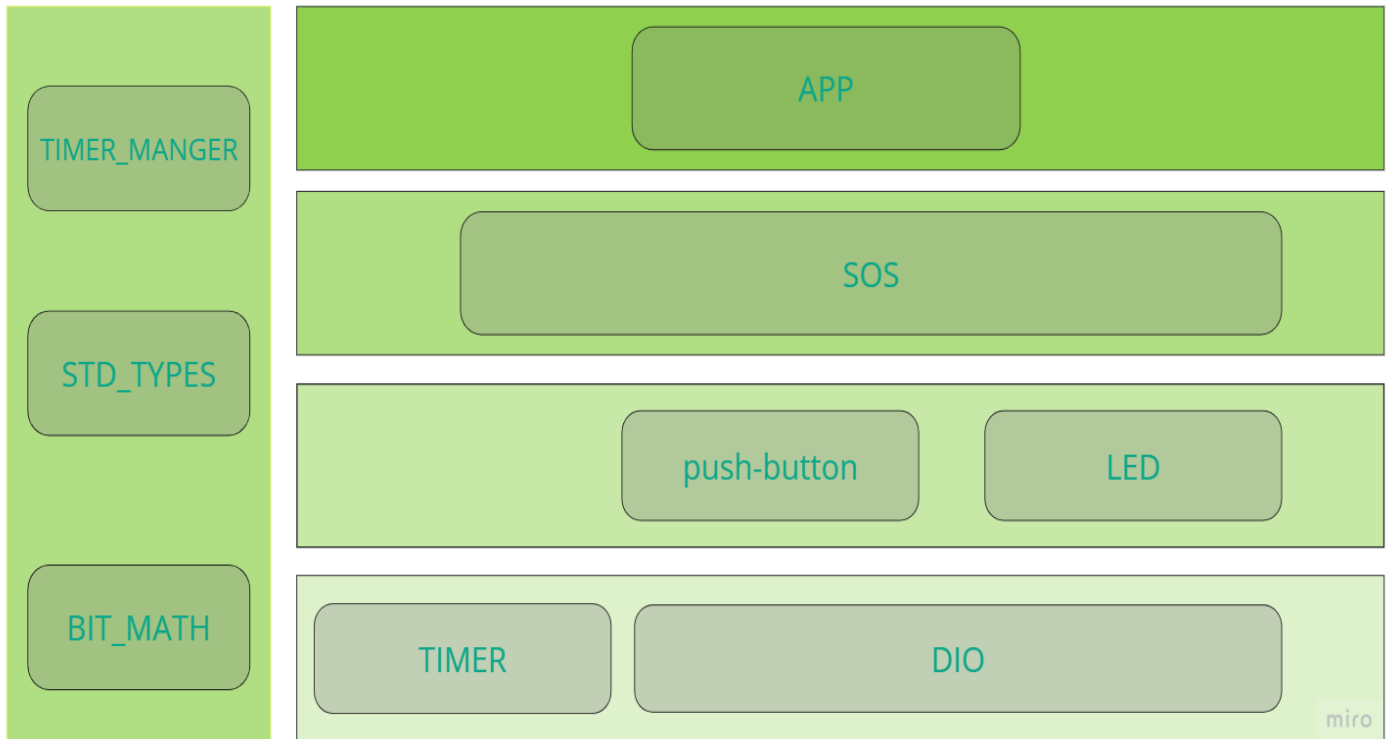 TIMER_MANGER
STD_TYPES
BIT_MATH
APP
SOS
push-button
LED
TIMER
DIO
miro